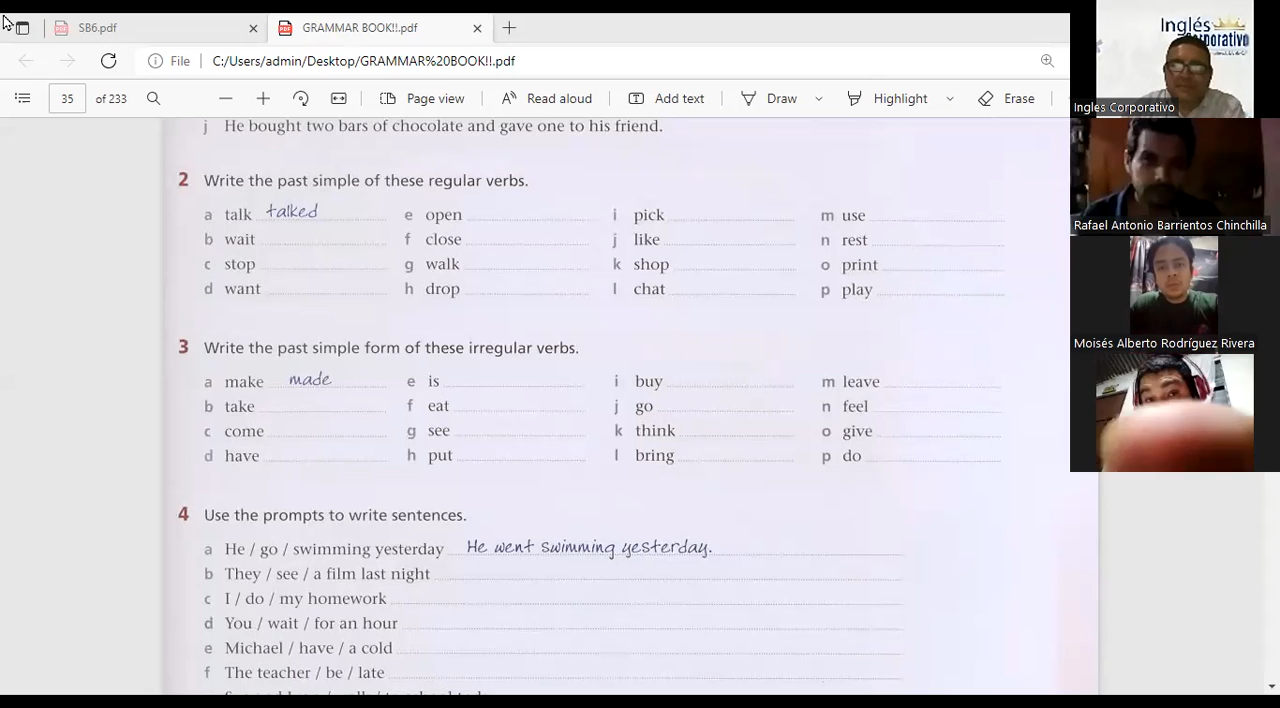 SB6.pdf
GRAMMAR BOOK!!.pdf
File C:/Users/admin/Desktop/GRAMMAR%20BOOK!!.pdf
35 of 233 Page view Read aloud Add text Draw Highlight Erase
j He bought two bars of chocolate and gave one to his friend.
2 Write the past simple of these regular verbs.
a talk talked e open i pick m use
b wait f close j like n rest
c stop g walk k shop o print
d want h drop l chat p play
3 Write the past simple form of these irregular verbs.
a make made e is i buy m leave
b take f eat j go n feel
c come g see k think o give
d have h put l bring p do
4 Use the prompts to write sentences.
a He / go / swimming yesterday He went swimming yesterday.
b They / see / a film last night
c I / do / my homework
d You / wait / for an hour
e Michael / have / a cold
f The teacher / be / late
Inglés
Corporativo
Ingles Corporativo
Rafael Antonio Barrientos Chinchilla
Moisés Alberto Rodríguez Rivera